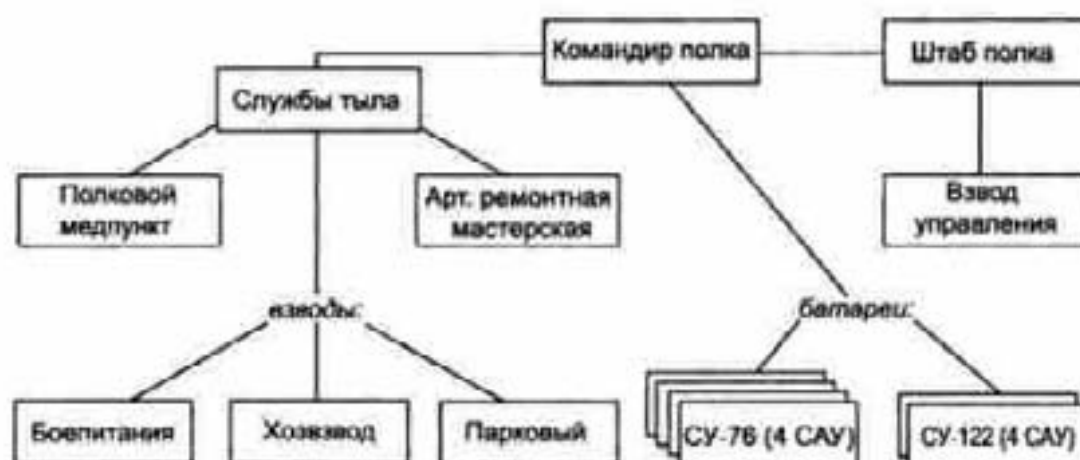 Командир полка
Штаб полка
Службы тыла
Полковой
медпункт
Арт. ремонтная
мастерская
Взвод
управления
взводы:
батареи:
Боепитания
Хозвзвод
Парковый
СУ-76 (4 САУ)
СУ-122 (4 САУ)